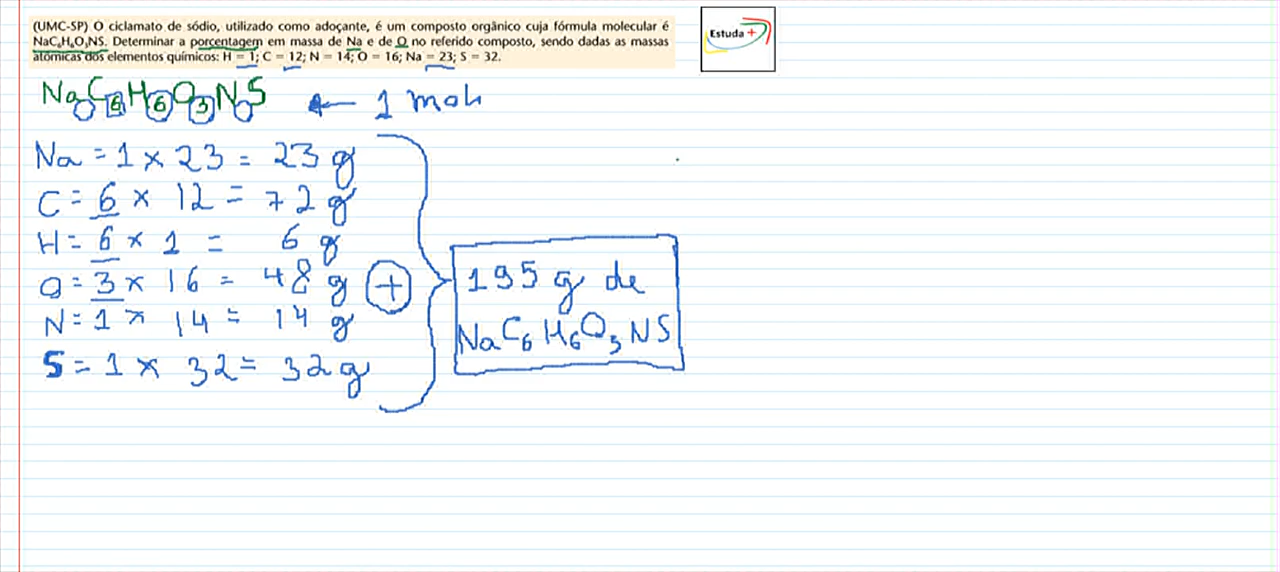 (UMC-SP) O ciclamato de sódio, utilizado como adoçante, é um composto orgânico cuja fórmula molecular é
NaC₆H₆O₃NS. Determinar a porcentagem em massa de Na e de O no referido composto, sendo dadas as massas
atômicas dos elementos químicos: H = 1; C = 12; N = 14; O = 16; Na = 23; S = 32.
Estuda +
NaC₆H₆O₃NS ← 1 mol
Na = 1 × 23 = 23 g
C = 6 × 12 = 72 g
H = 6 × 1 = 6 g
O = 3 × 16 = 48 g +
N = 1 × 14 = 14 g
S = 1 × 32 = 32 g
195 g de
NaC₆H₆O₃NS